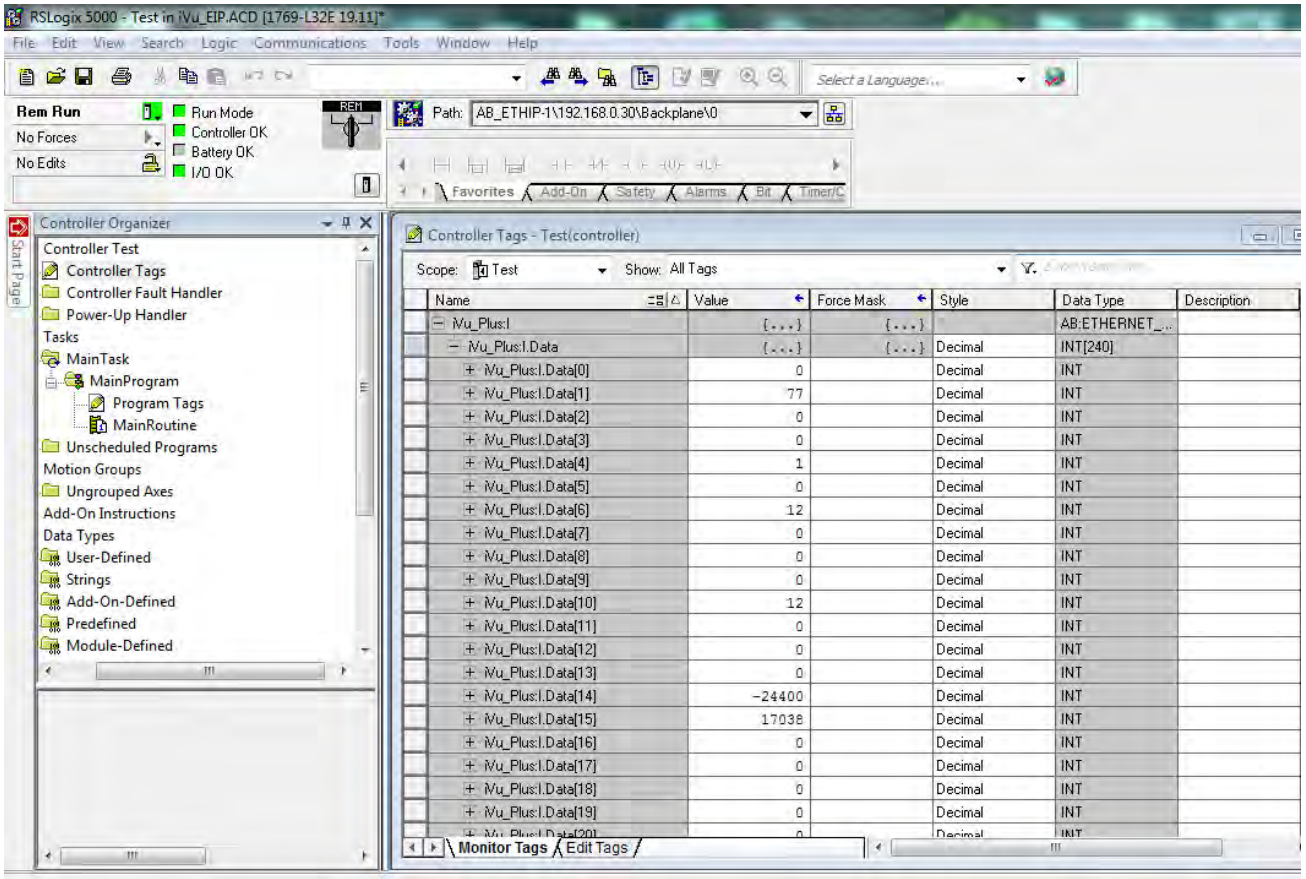 RSLogix 5000 - Test in iVu_EIP.ACD [1769-L32E 19.11]*
File Edit View Search Logic Communications Tools Window Help
Select a Language...
Rem Run
Run Mode
REM
Path: AB_ETHIP-1\192.168.0.30\Backplane\0
No Forces
Controller OK
Battery OK
No Edits
I/O OK
Favorites Add-On Safety Alarms Bit Timer/C
Start Page
Controller Organizer
Controller Test
Controller Tags
Controller Fault Handler
Power-Up Handler
Tasks
MainTask
MainProgram
Program Tags
MainRoutine
Unscheduled Programs
Motion Groups
Ungrouped Axes
Add-On Instructions
Data Types
User-Defined
Strings
Add-On-Defined
Predefined
Module-Defined
Controller Tags - Test(controller)
Scope: Test Show: All Tags
Name Value Force Mask Style Data Type Description
iVu_Plus:I {...} {...} AB:ETHERNET_...
iVu_Plus:I.Data {...} {...} Decimal INT[240]
iVu_Plus:I.Data[0] 0 Decimal INT
iVu_Plus:I.Data[1] 77 Decimal INT
iVu_Plus:I.Data[2] 0 Decimal INT
iVu_Plus:I.Data[3] 0 Decimal INT
iVu_Plus:I.Data[4] 1 Decimal INT
iVu_Plus:I.Data[5] 0 Decimal INT
iVu_Plus:I.Data[6] 12 Decimal INT
iVu_Plus:I.Data[7] 0 Decimal INT
iVu_Plus:I.Data[8] 0 Decimal INT
iVu_Plus:I.Data[9] 0 Decimal INT
iVu_Plus:I.Data[10] 12 Decimal INT
iVu_Plus:I.Data[11] 0 Decimal INT
iVu_Plus:I.Data[12] 0 Decimal INT
iVu_Plus:I.Data[13] 0 Decimal INT
iVu_Plus:I.Data[14] -24400 Decimal INT
iVu_Plus:I.Data[15] 17038 Decimal INT
iVu_Plus:I.Data[16] 0 Decimal INT
iVu_Plus:I.Data[17] 0 Decimal INT
iVu_Plus:I.Data[18] 0 Decimal INT
iVu_Plus:I.Data[19] 0 Decimal INT
iVu_Plus:I.Data[20] 0 Decimal INT
Monitor Tags Edit Tags